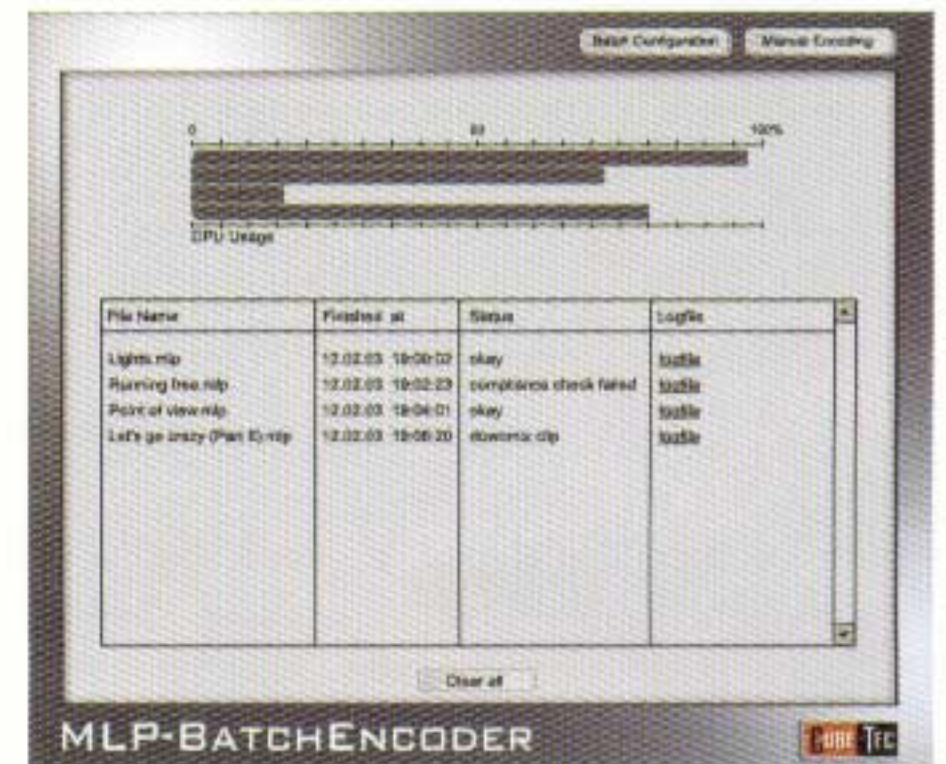 Batch Configuration Manual Encoding
0 50 100%
CPU Usage
File Name Finished at Status Logfile
Lights.mlp 12.02.03 19:00:02 okay logfile
Running free.mlp 12.02.03 19:02:23 compliance check failed logfile
Point of view.mlp 12.02.03 19:04:01 okay logfile
Let's go crazy (Part II).mlp 12.02.03 19:06:20 downmix clip logfile
Clear all
MLP-BATCHENCODER CUBE-TEC